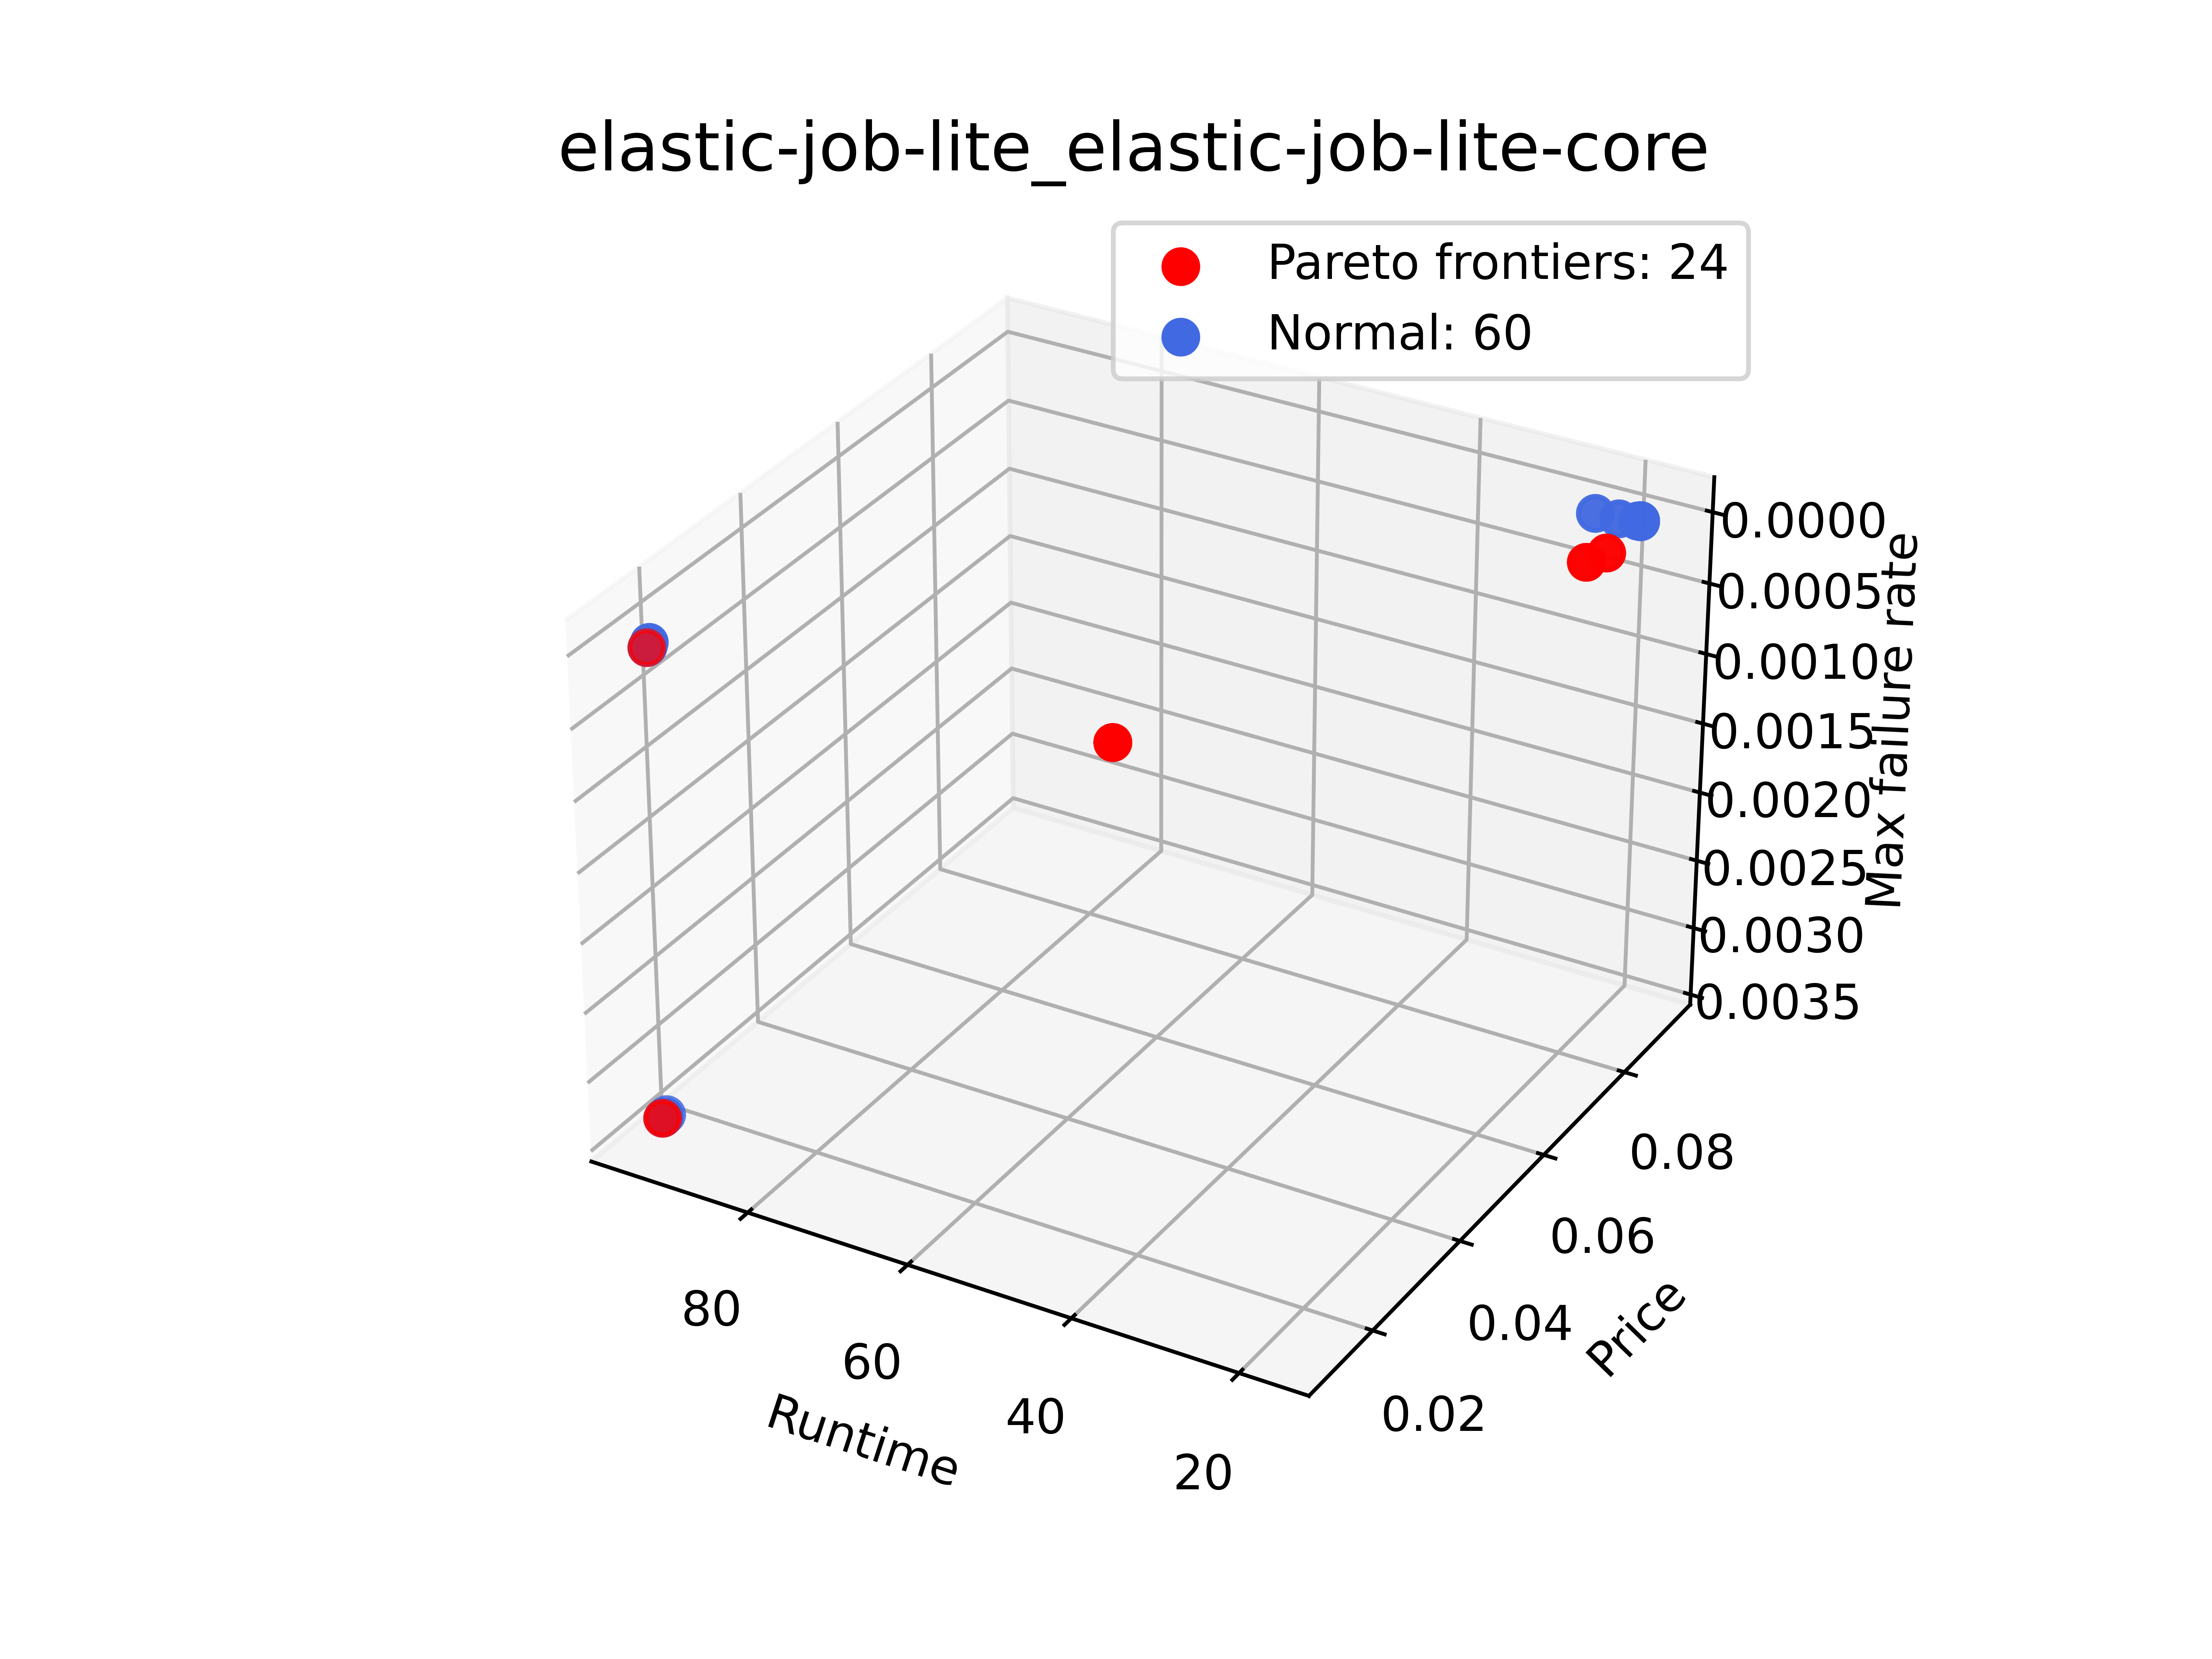 elastic-job-lite_elastic-job-lite-core
Pareto frontiers: 24
Normal: 60
0.0000
0.0005
0.0010
0.0015
0.0020
0.0025
0.0030
0.0035
Max failure rate
0.08
0.06
0.04
0.02
Price
80
60
40
20
Runtime